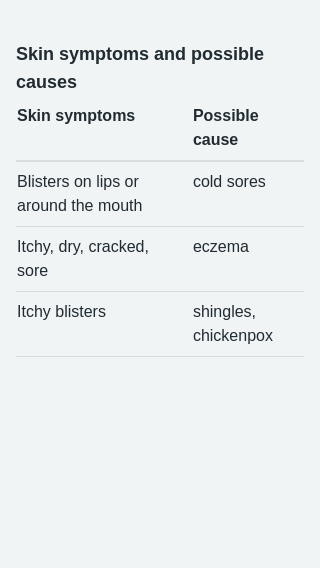 Skin symptoms and possible
causes
Skin symptoms Possible
cause
Blisters on lips or cold sores
around the mouth
Itchy, dry, cracked, eczema
sore
Itchy blisters shingles,
chickenpox